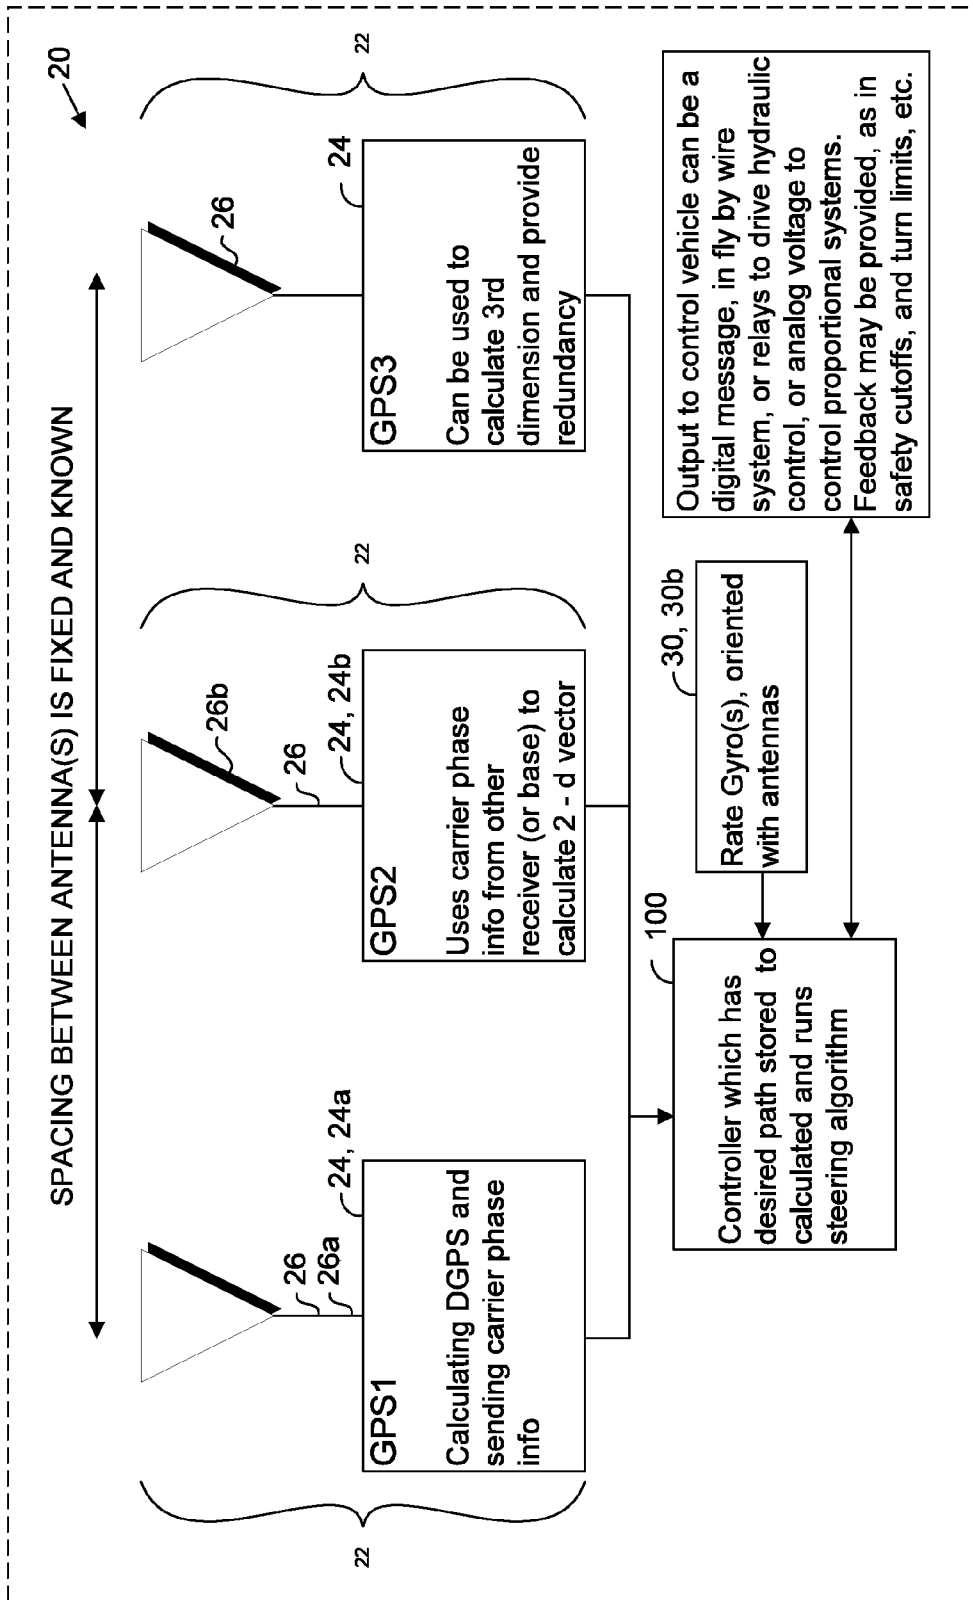 20
SPACING BETWEEN ANTENNA(S) IS FIXED AND KNOWN
22
22
22
26
26a
26b
26
26
24, 24a
24, 24b
24
GPS1
Calculating DGPS and
sending carrier phase
info
GPS2
Uses carrier phase
info from other
receiver (or base) to
calculate 2 - d vector
GPS3
Can be used to
calculate 3rd
dimension and provide
redundancy
100
Controller which has
desired path stored to
calculated and runs
steering algorithm
30, 30b
Rate Gyro(s), oriented
with antennas
Output to control vehicle can be a
digital message, in fly by wire
system, or relays to drive hydraulic
control, or analog voltage to
control proportional systems.
Feedback may be provided, as in
safety cutoffs, and turn limits, etc.